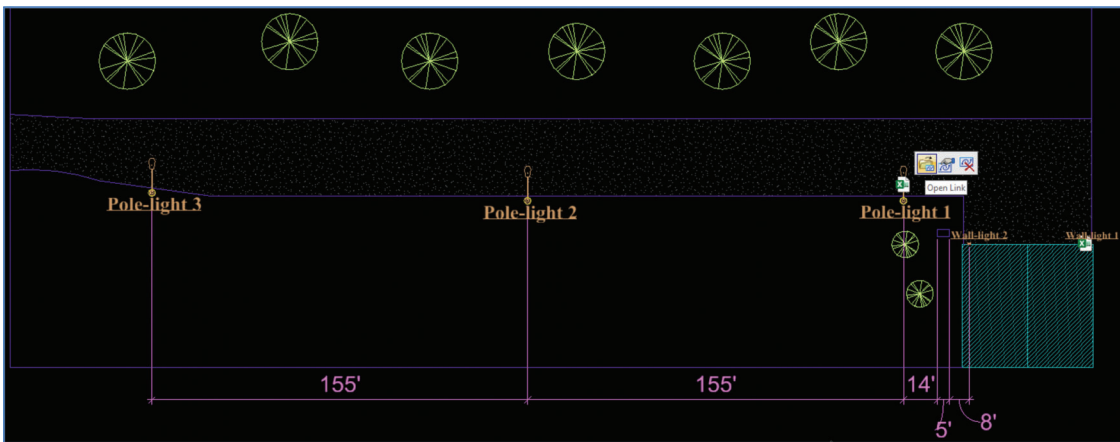 Open Link
Pole-light 3
Pole-light 2
Pole-light 1
Wall-light 2
Wall-light 1
155'
155'
14'
5'
8'